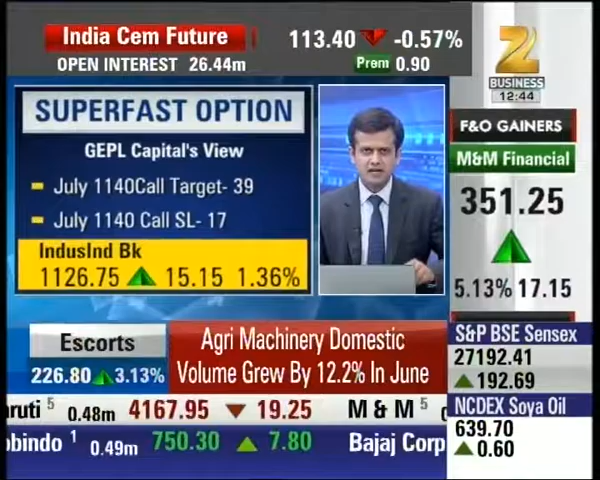 India Cem Future
OPEN INTEREST 26.44m
113.40 -0.57%
Prem 0.90
Z
BUSINESS
12:44
SUPERFAST OPTION
GEPL Capital's View
July 1140Call Target- 39
July 1140 Call SL- 17
IndusInd Bk
1126.75 15.15 1.36%
F&O GAINERS
M&M Financial
351.25
5.13% 17.15
Escorts
226.80 3.13%
Agri Machinery Domestic
Volume Grew By 12.2% In June
S&P BSE Sensex
27192.41
192.69
NCDEX Soya Oil
639.70
0.60
ruti 5 0.48m 4167.95 19.25 M & M 5 0
obindo 1 0.49m 750.30 7.80 Bajaj Corp